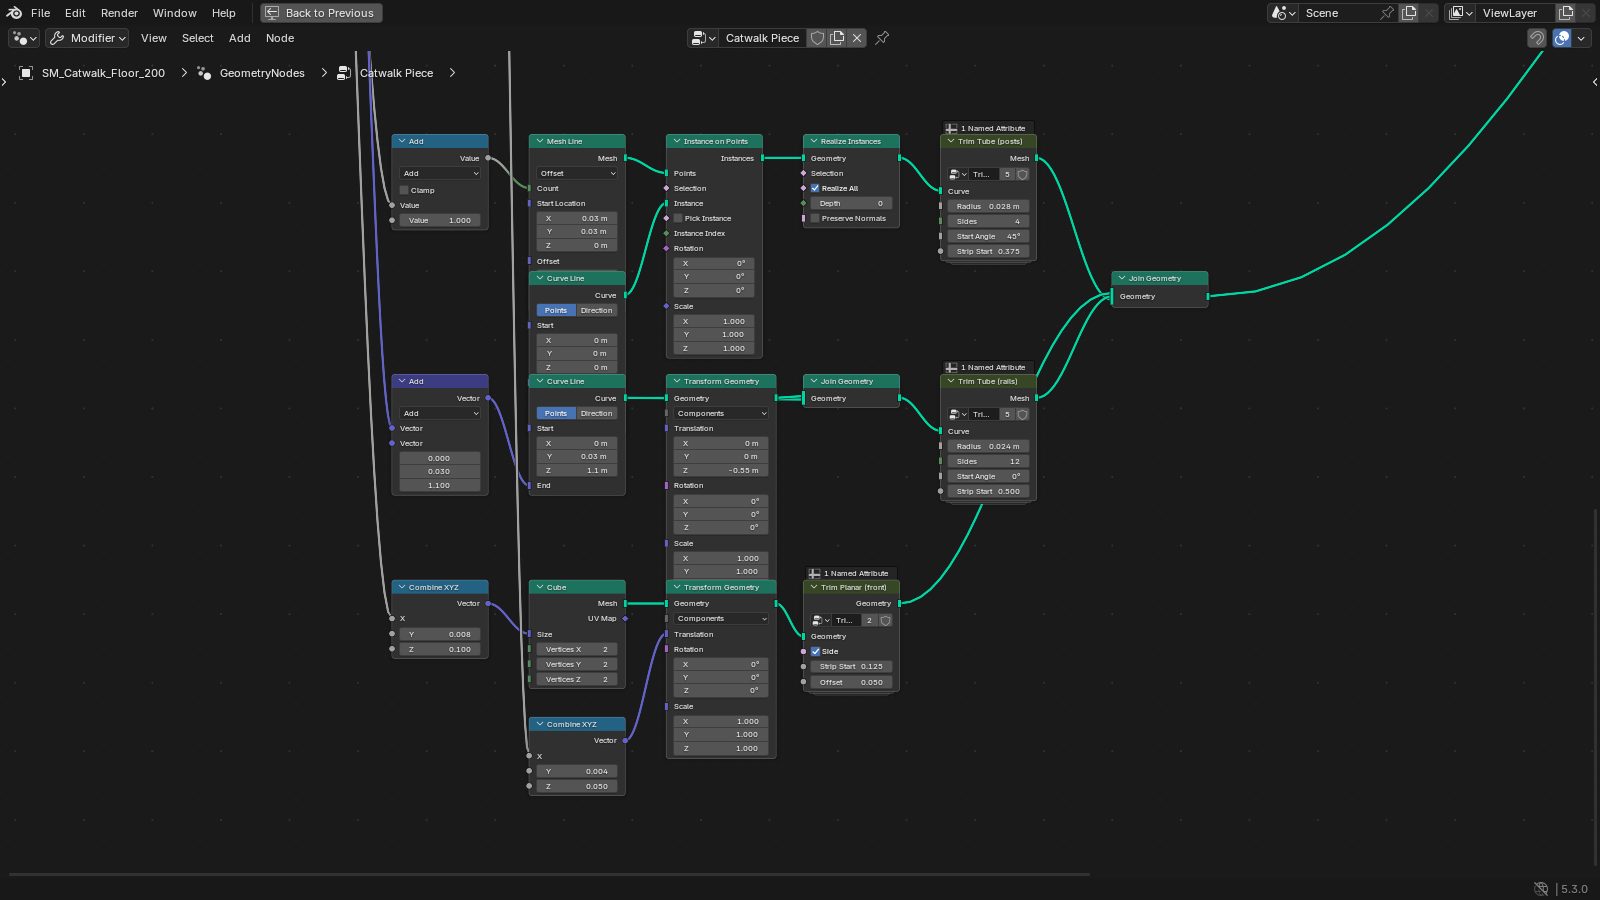 File Edit Render Window Help Back to Previous Scene ViewLayer
Modifier View Select Add Node Catwalk Piece
SM_Catwalk_Floor_200 GeometryNodes Catwalk Piece
Add
Value
Add
Clamp
Value
Value 1.000
Mesh Line
Mesh
Offset
Count
Start Location
X 0.03 m
Y 0.03 m
Z 0 m
Offset
Curve Line
Curve
Points Direction
Start
X 0 m
Y 0 m
Z 0 m
Instance on Points
Instances
Points
Selection
Instance
Pick Instance
Instance Index
Rotation
X 0°
Y 0°
Z 0°
Scale
X 1.000
Y 1.000
Z 1.000
Realize Instances
Geometry
Selection
Realize All
Depth 0
Preserve Normals
1 Named Attribute
Trim Tube (posts)
Mesh
Tri... 5
Curve
Radius 0.028 m
Sides 4
Start Angle 45°
Strip Start 0.375
Join Geometry
Geometry
Add
Vector
Add
Vector
Vector
0.000
0.030
1.100
Curve Line
Curve
Points Direction
Start
X 0 m
Y 0.03 m
Z 1.1 m
End
Transform Geometry
Geometry
Components
Translation
X 0 m
Y 0 m
Z -0.55 m
Rotation
X 0°
Y 0°
Z 0°
Scale
X 1.000
Y 1.000
Join Geometry
Geometry
1 Named Attribute
Trim Tube (rails)
Mesh
Tri... 5
Curve
Radius 0.024 m
Sides 12
Start Angle 0°
Strip Start 0.500
Combine XYZ
Vector
X
Y 0.008
Z 0.100
Cube
Mesh
UV Map
Size
Vertices X 2
Vertices Y 2
Vertices Z 2
Combine XYZ
Vector
X
Y 0.004
Z 0.050
Transform Geometry
Geometry
Components
Translation
Rotation
X 0°
Y 0°
Z 0°
Scale
X 1.000
Y 1.000
Z 1.000
1 Named Attribute
Trim Planar (front)
Geometry
Tri... 2
Geometry
Side
Strip Start 0.125
Offset 0.050
5.3.0